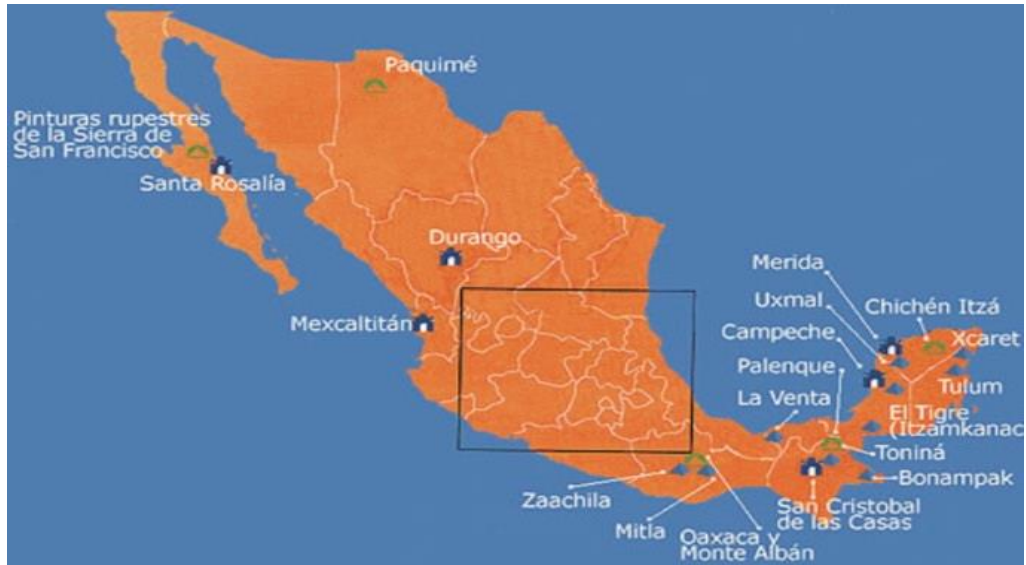 Paquimé
Pinturas rupestres
de la Sierra de
San Francisco
Santa Rosalía
Durango
Mexcaltitán
Merida
Uxmal
Chichén Itzá
Campeche
Xcaret
Palenque
Tulum
La Venta
El Tigre
(Itzamkanac
Toniná
Bonampak
Zaachila
San Cristobal
de las Casas
Mitla
Oaxaca y
Monte Albán